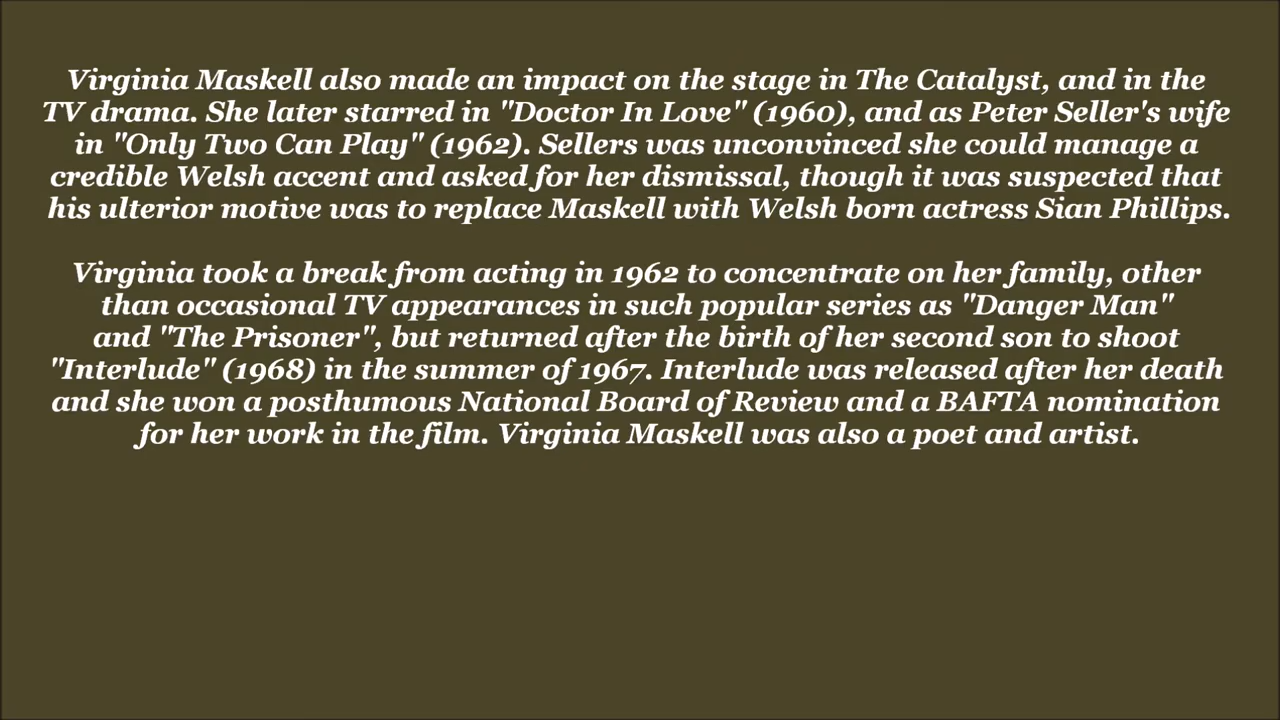 Virginia Maskell also made an impact on the stage in The Catalyst, and in the
TV drama. She later starred in "Doctor In Love" (1960), and as Peter Seller's wife
in "Only Two Can Play" (1962). Sellers was unconvinced she could manage a
credible Welsh accent and asked for her dismissal, though it was suspected that
his ulterior motive was to replace Maskell with Welsh born actress Sian Phillips.
Virginia took a break from acting in 1962 to concentrate on her family, other
than occasional TV appearances in such popular series as "Danger Man"
and "The Prisoner", but returned after the birth of her second son to shoot
"Interlude" (1968) in the summer of 1967. Interlude was released after her death
and she won a posthumous National Board of Review and a BAFTA nomination
for her work in the film. Virginia Maskell was also a poet and artist.